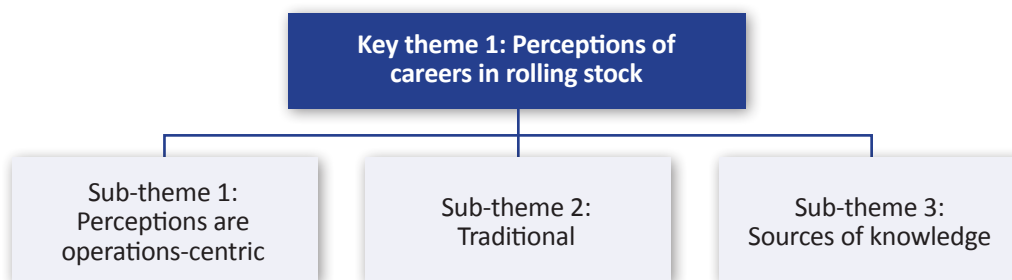 Key theme 1: Perceptions of
careers in rolling stock
Sub-theme 1:
Perceptions are
operations-centric
Sub-theme 2:
Traditional
Sub-theme 3:
Sources of knowledge